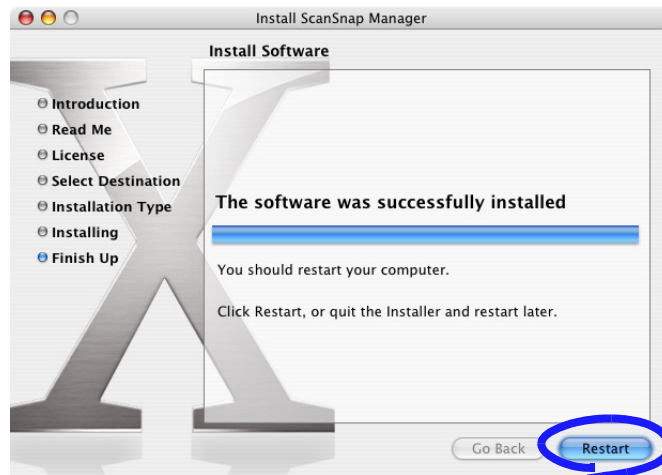 Install ScanSnap Manager
Install Software
Introduction
Read Me
License
Select Destination
Installation Type
Installing
Finish Up
The software was successfully installed
You should restart your computer.
Click Restart, or quit the Installer and restart later.
Go Back
Restart